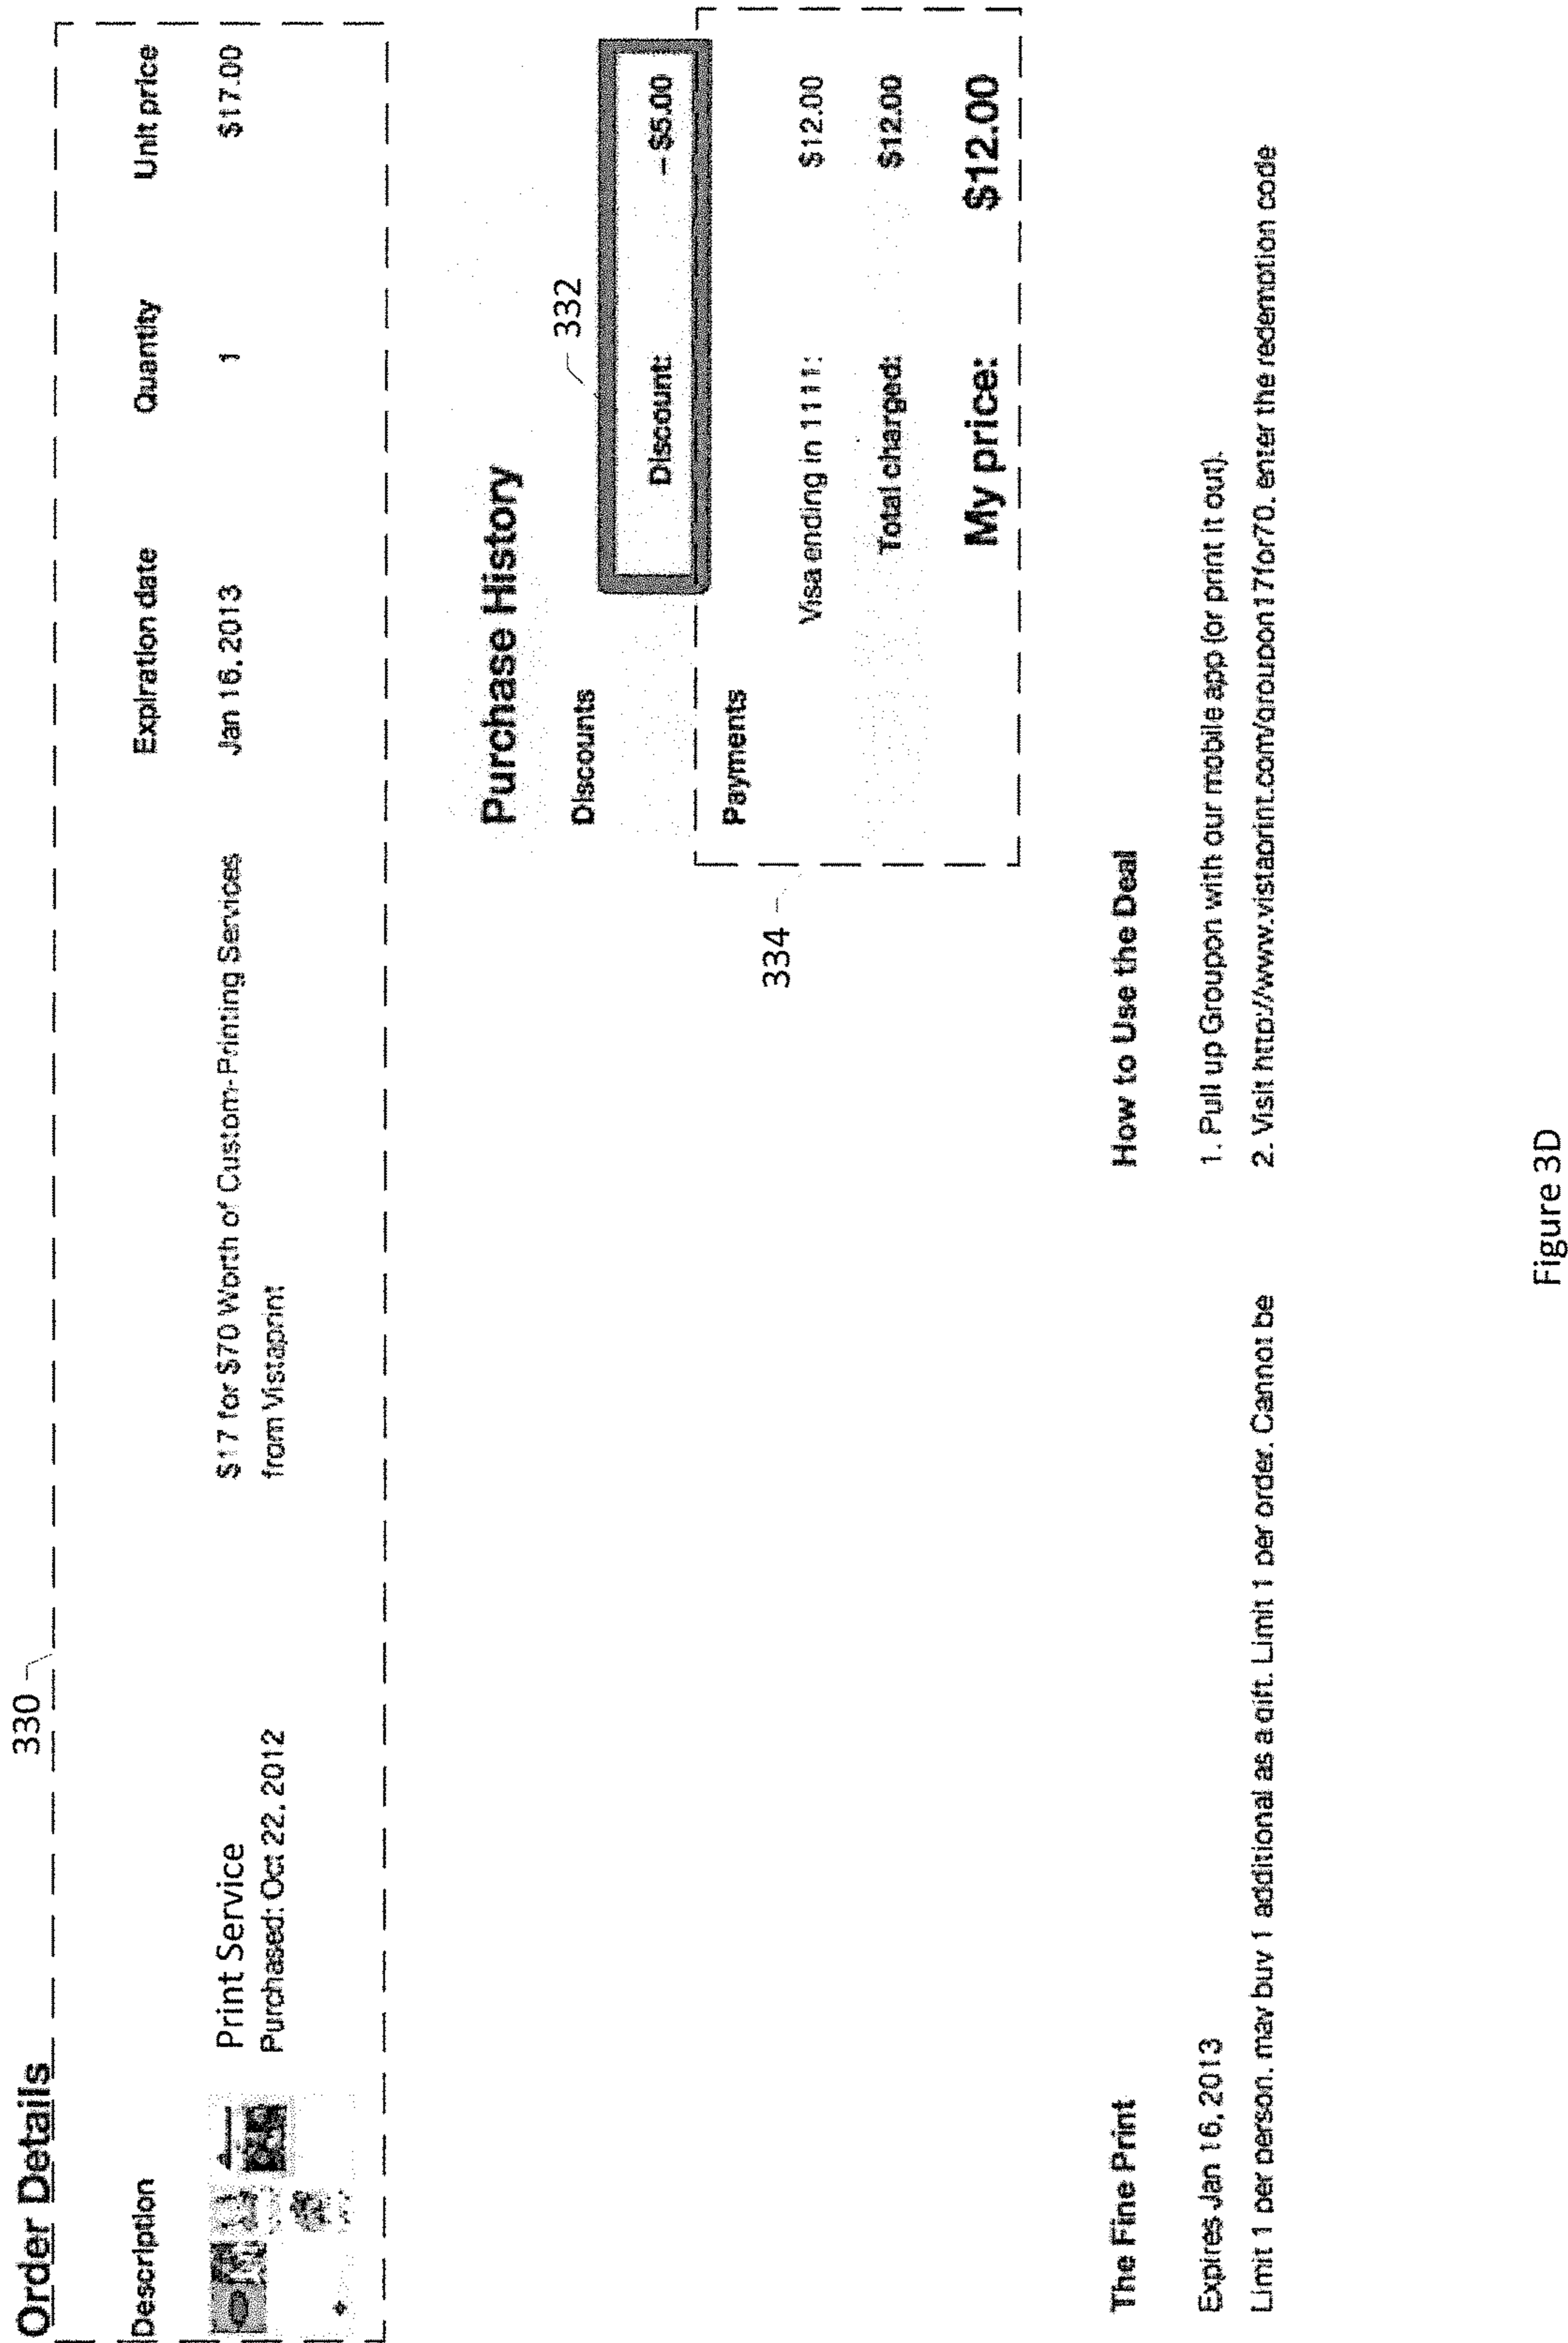 Order Details
330
Description
Expiration date
Quantity
Unit price
Print Service
Purchased: Oct 22, 2012
$17 for $70 Worth of Custom-Printing Services
from Vistaprint
Jan 16, 2013
1
$17.00
Purchase History
332
Discounts
Discount:
– $5.00
334
Payments
Visa ending in 1111:
$12.00
Total charged:
$12.00
My price:
$12.00
The Fine Print
Expires Jan 16, 2013
Limit 1 per person, may buy 1 additional as a gift. Limit 1 per order. Cannot be
How to Use the Deal
1. Pull up Groupon with our mobile app (or print it out).
2. Visit http://www.vistaprint.com/groupon17for70, enter the redemption code
Figure 3D